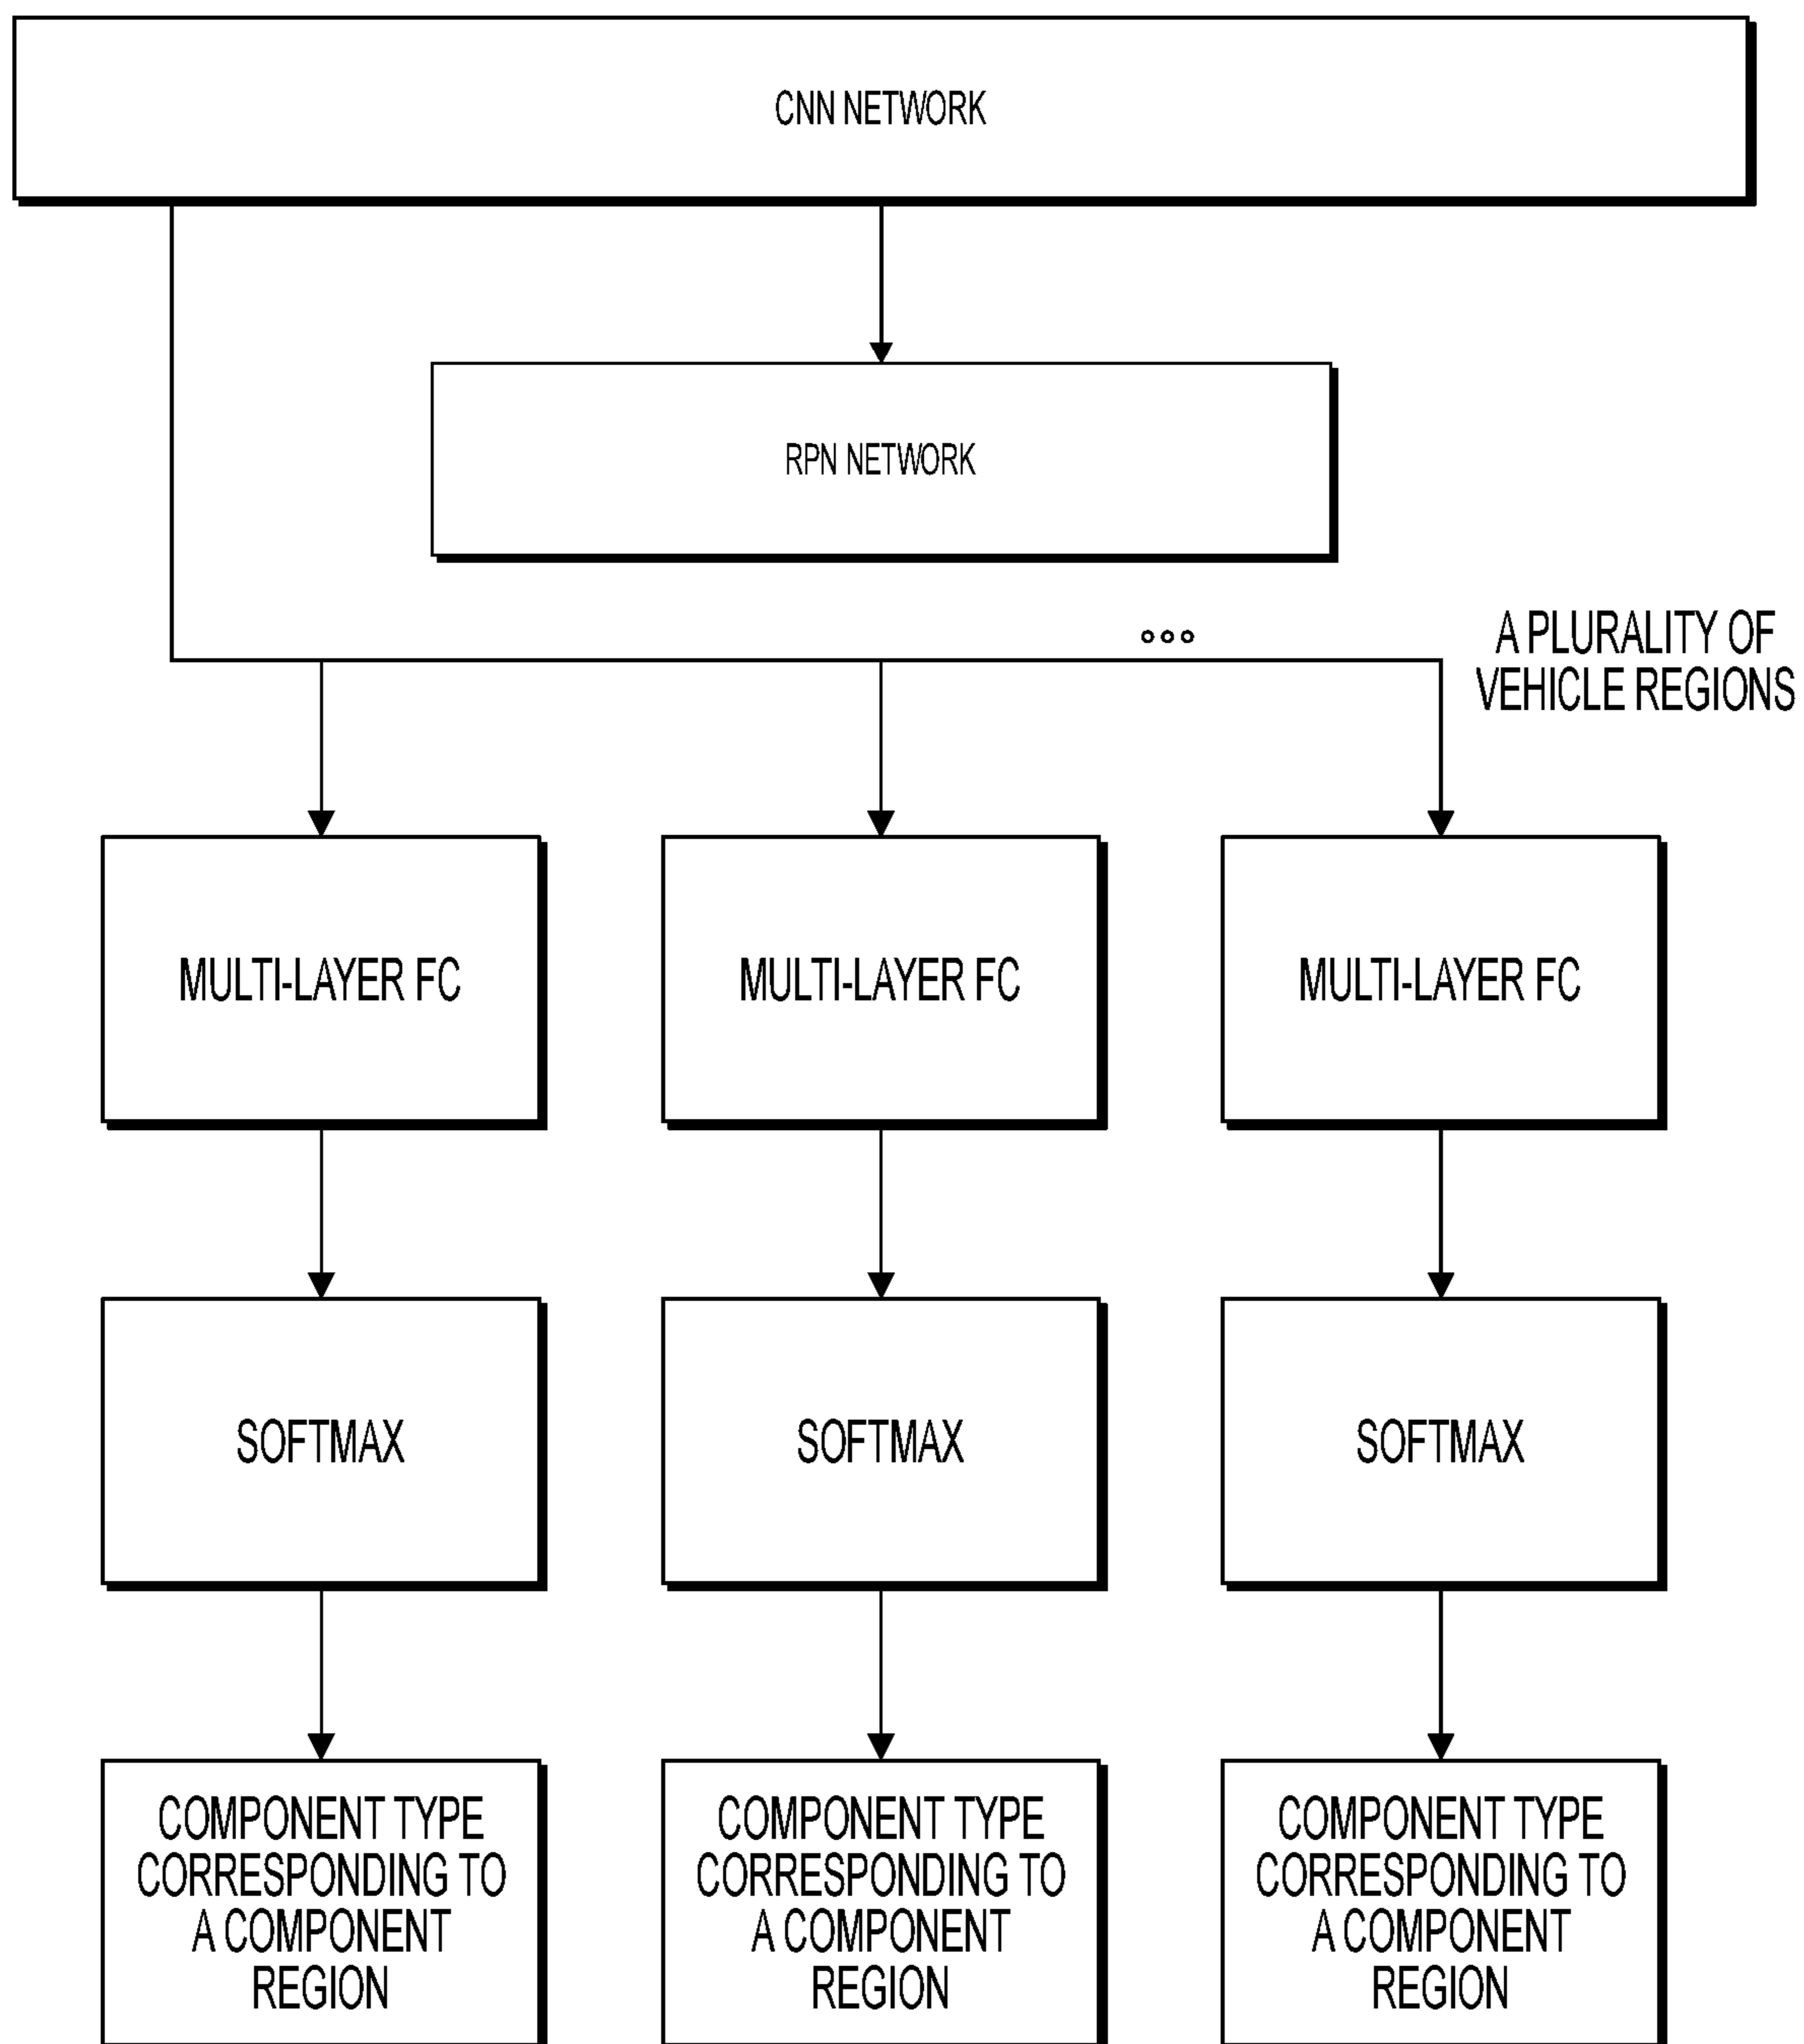 CNN NETWORK
RPN NETWORK
A PLURALITY OF
VEHICLE REGIONS
MULTI-LAYER FC
MULTI-LAYER FC
MULTI-LAYER FC
SOFTMAX
SOFTMAX
SOFTMAX
COMPONENT TYPE
CORRESPONDING TO
A COMPONENT
REGION
COMPONENT TYPE
CORRESPONDING TO
A COMPONENT
REGION
COMPONENT TYPE
CORRESPONDING TO
A COMPONENT
REGION